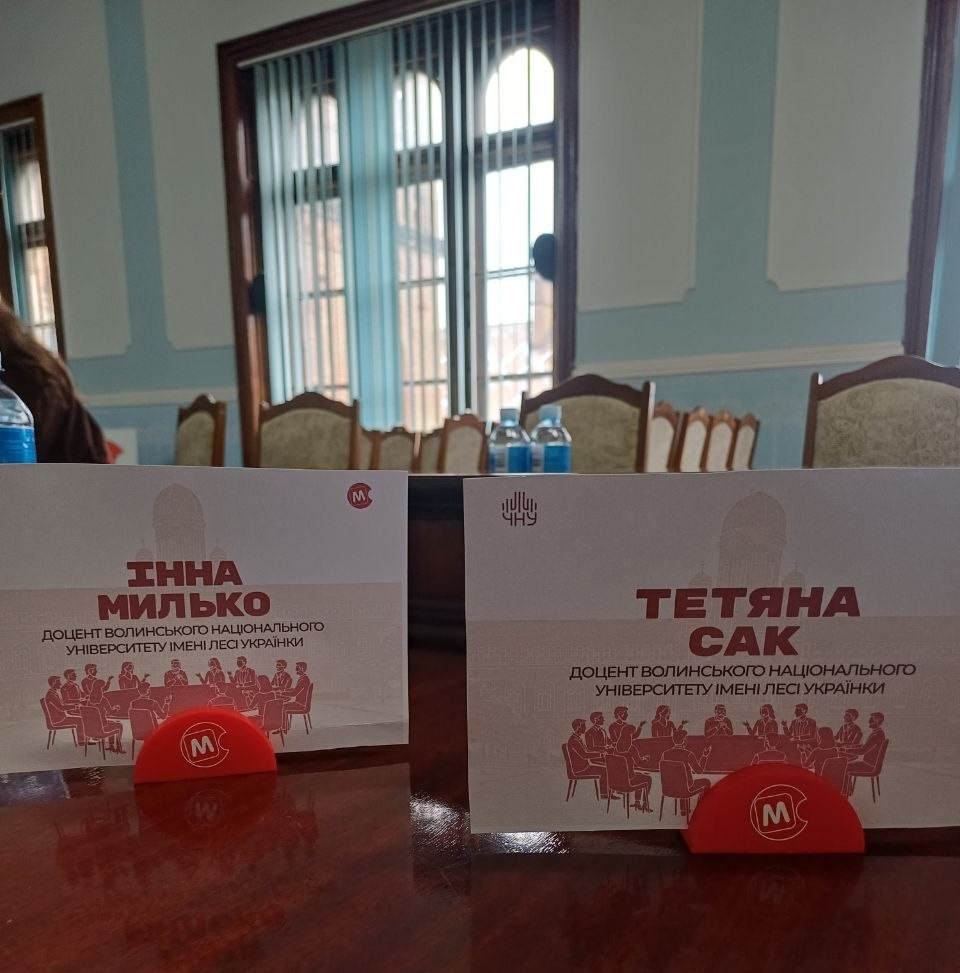 М
ІННА
МИЛЬКО
ДОЦЕНТ ВОЛИНСЬКОГО НАЦІОНАЛЬНОГО
УНІВЕРСИТЕТУ ІМЕНІ ЛЕСІ УКРАЇНКИ
М
ЧНУ
ТЕТЯНА
САК
ДОЦЕНТ ВОЛИНСЬКОГО НАЦІОНАЛЬНОГО
УНІВЕРСИТЕТУ ІМЕНІ ЛЕСІ УКРАЇНКИ
М